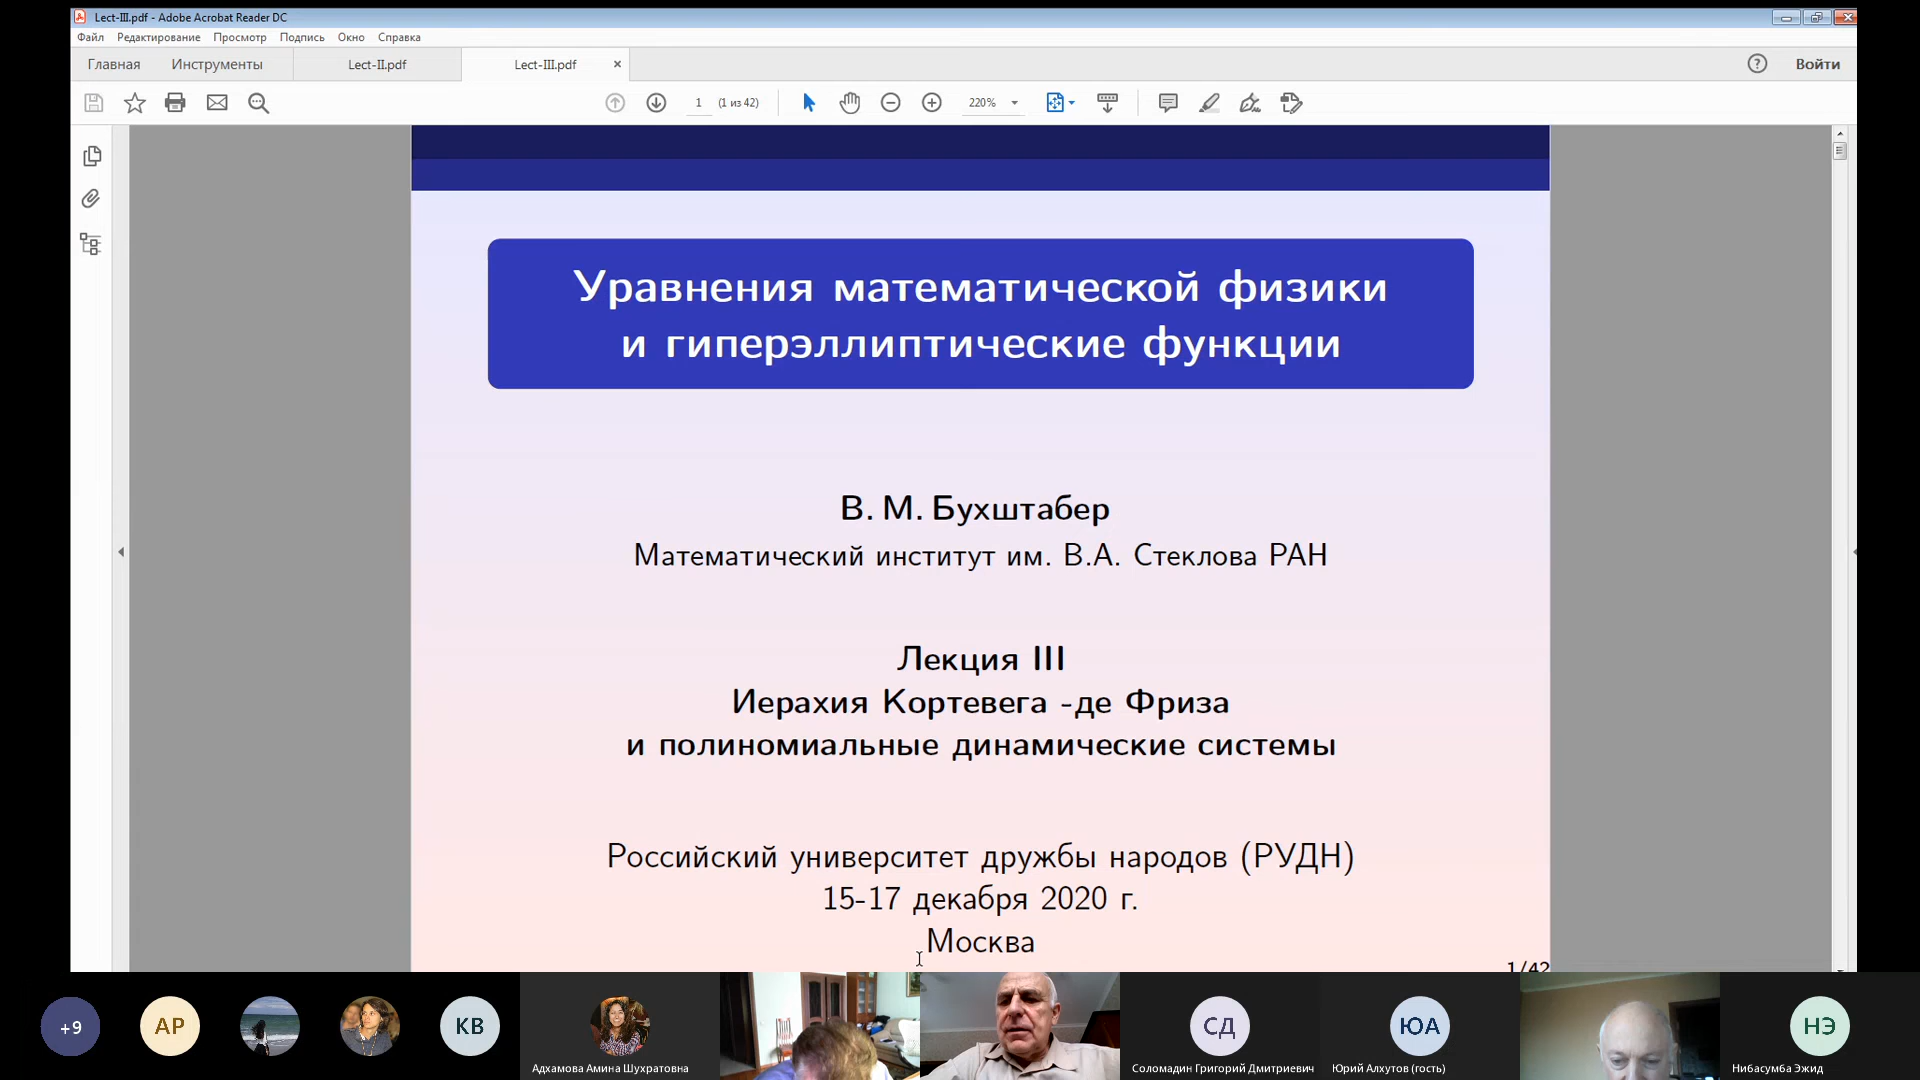 Lect-III.pdf - Adobe Acrobat Reader DC
Файл Редактирование Просмотр Подпись Окно Справка
Главная Инструменты Lect-II.pdf Lect-III.pdf × Войти
1 (1 из 42) 220%
Уравнения математической физики
и гиперэллиптические функции
В. М. Бухштабер
Математический институт им. В.А. Стеклова РАН
Лекция III
Иерахия Кортевега -де Фриза
и полиномиальные динамические системы
Российский университет дружбы народов (РУДН)
15-17 декабря 2020 г.
Москва
1/42
+9 АР КВ СД ЮА НЭ
Адхамова Амина Шухратовна Соломадин Григорий Дмитриевич Юрий Алхутов (гость) Нибасумба Эжид